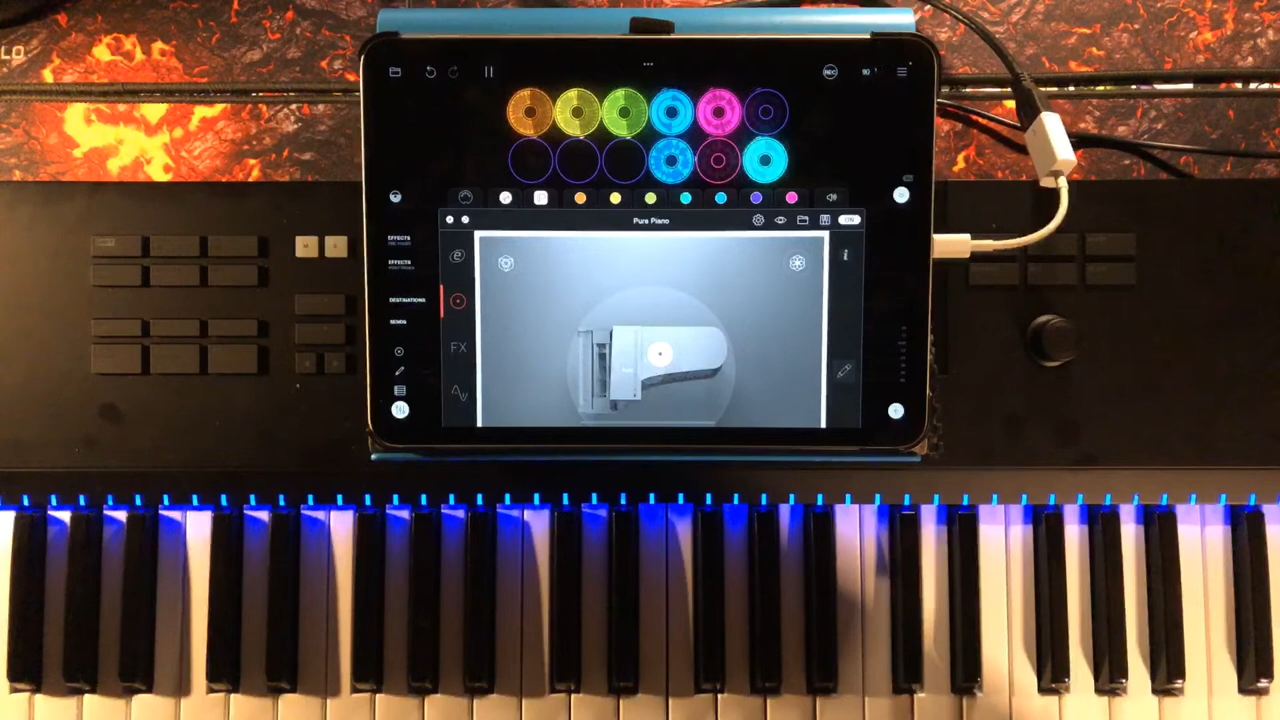 LO
REC
Pure Piano
ON
EFFECTS
EFFECTS
DESTINATIONS
SENDS
FX
M
S